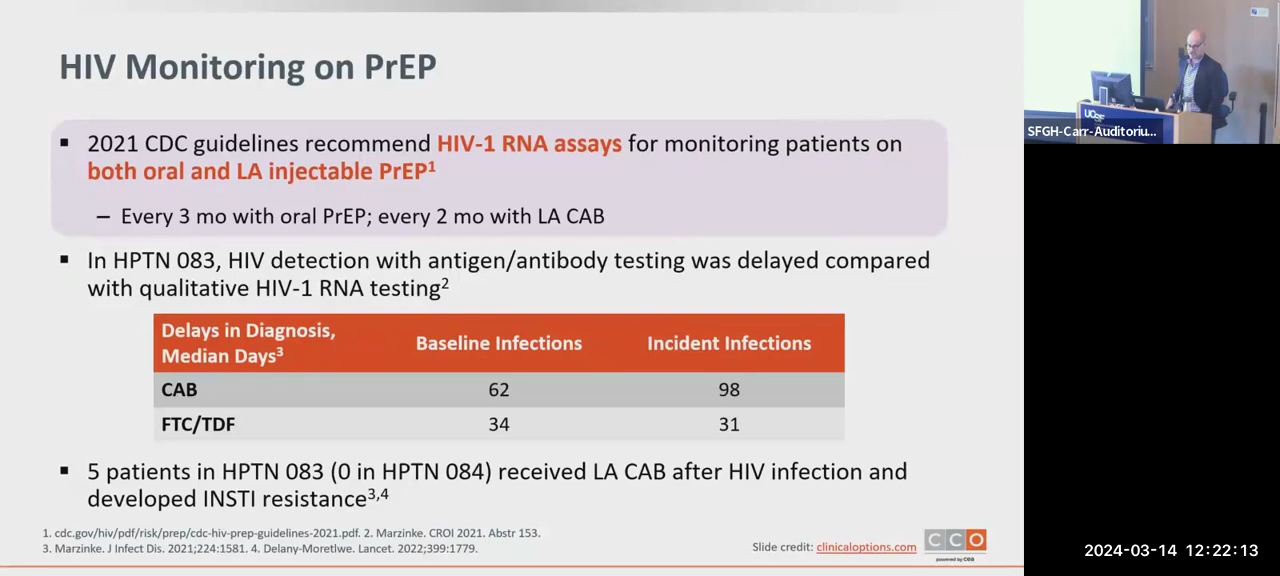 HIV Monitoring on PrEP
▪ 2021 CDC guidelines recommend HIV-1 RNA assays for monitoring patients on
both oral and LA injectable PrEP1
– Every 3 mo with oral PrEP; every 2 mo with LA CAB
▪ In HPTN 083, HIV detection with antigen/antibody testing was delayed compared
with qualitative HIV-1 RNA testing2
Delays in Diagnosis,
Median Days3
Baseline Infections
Incident Infections
CAB 62 98
FTC/TDF 34 31
▪ 5 patients in HPTN 083 (0 in HPTN 084) received LA CAB after HIV infection and
developed INSTI resistance3,4
1. cdc.gov/hiv/pdf/risk/prep/cdc-hiv-prep-guidelines-2021.pdf. 2. Marzinke. CROI 2021. Abstr 153.
3. Marzinke. J Infect Dis. 2021;224:1581. 4. Delany-Moretlwe. Lancet. 2022;399:1779.
Slide credit: clinicaloptions.com
CCO
UCSF
SFGH-Carr-Auditoriu...
2024-03-14 12:22:13